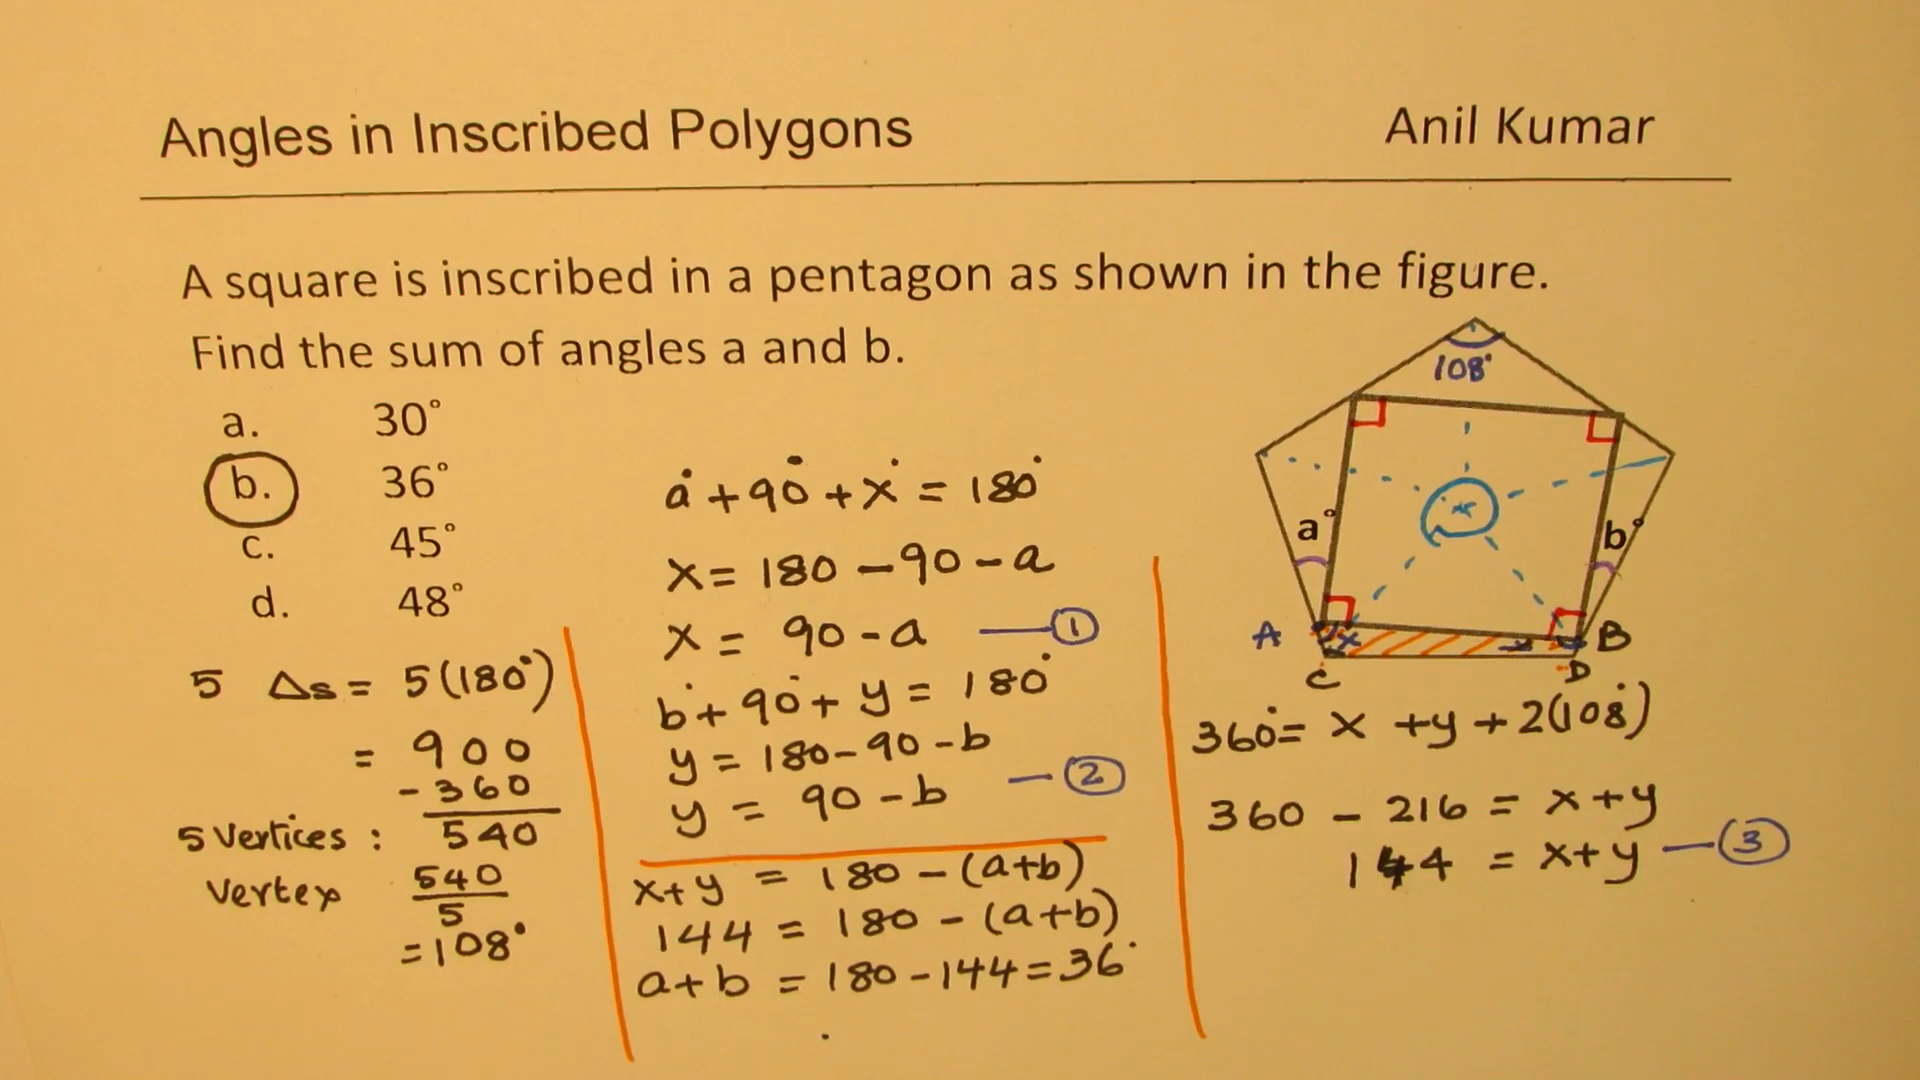 Angles in Inscribed Polygons
Anil Kumar
A square is inscribed in a pentagon as shown in the figure.
Find the sum of angles a and b.
a. 30°
b. 36°
c. 45°
d. 48°
5 Δs = 5(180°)
= 900
-360
5 Vertices : 540
Vertex 540
5
=108°
a°+90°+x°=180°
x=180-90-a
x= 90-a —①
b°+90°+y=180°
y=180-90-b
y= 90-b —②
x+y = 180-(a+b)
144 = 180-(a+b)
a+b = 180-144=36°
108°
a°
b°
A
x
B
C
D
360°= x+y+2(108°)
360 - 216 = x+y
144 = x+y —③